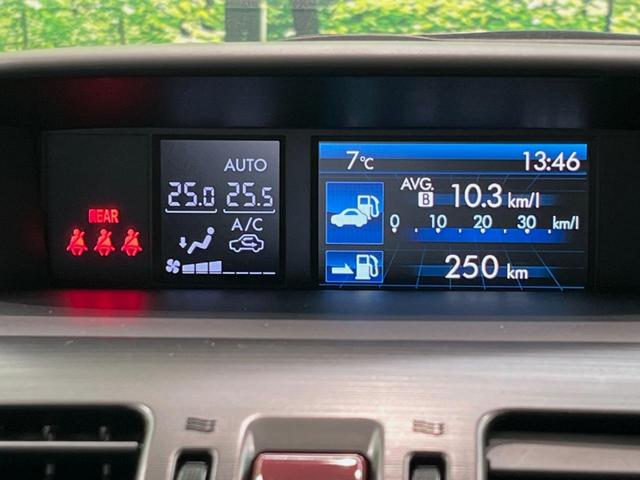 REAR
AUTO
25.0 25.5
A/C
7℃ 13:46
AVG. B 10.3 km/l
0 10 20 30 km/l
250 km